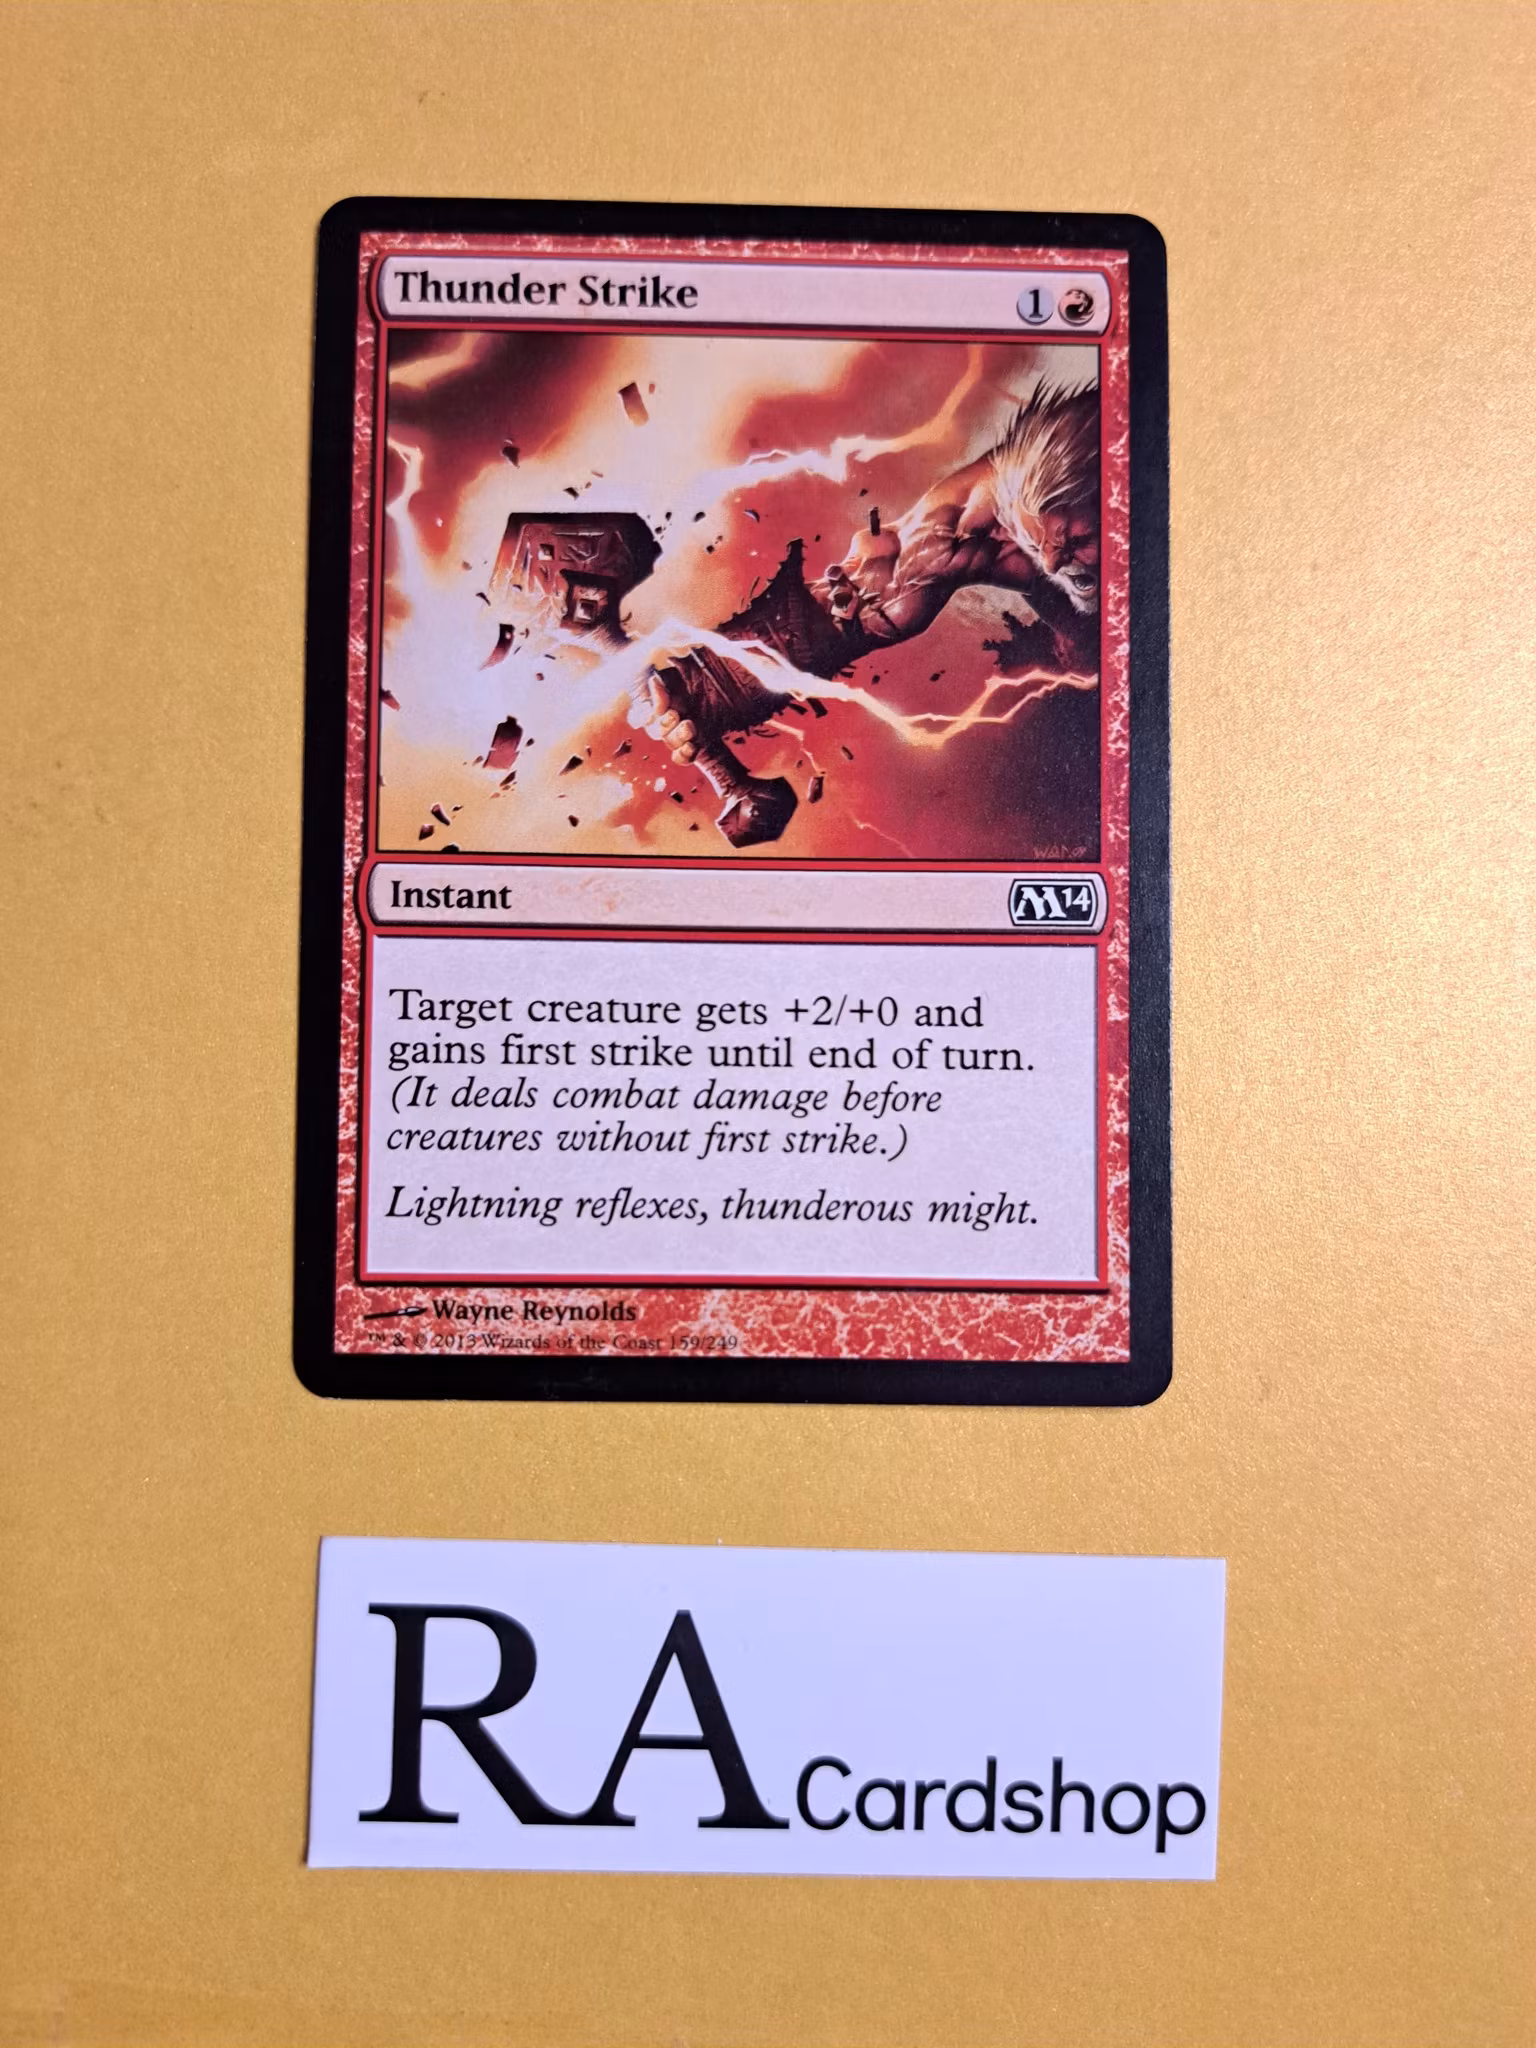 Thunder Strike 1
Instant M14
Target creature gets +2/+0 and
gains first strike until end of turn.
(It deals combat damage before
creatures without first strike.)
Lightning reflexes, thunderous might.
Wayne Reynolds
™ & © 2013 Wizards of the Coast 159/249
RA Cardshop